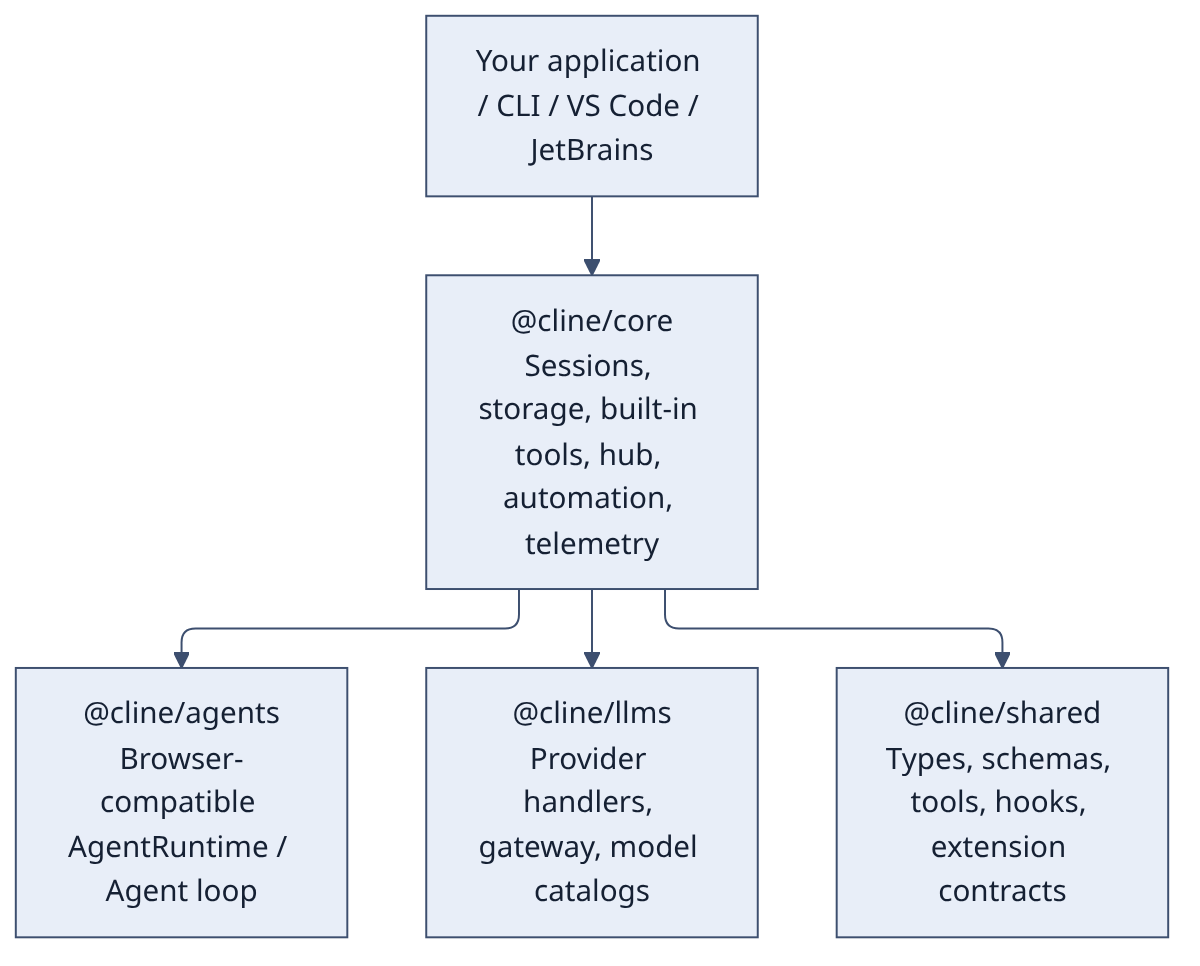 Your application
/ CLI / VS Code /
JetBrains
@cline/core
Sessions,
storage, built-in
tools, hub,
automation,
telemetry
@cline/agents
Browser-
compatible
AgentRuntime /
Agent loop
@cline/llms
Provider
handlers,
gateway, model
catalogs
@cline/shared
Types, schemas,
tools, hooks,
extension
contracts